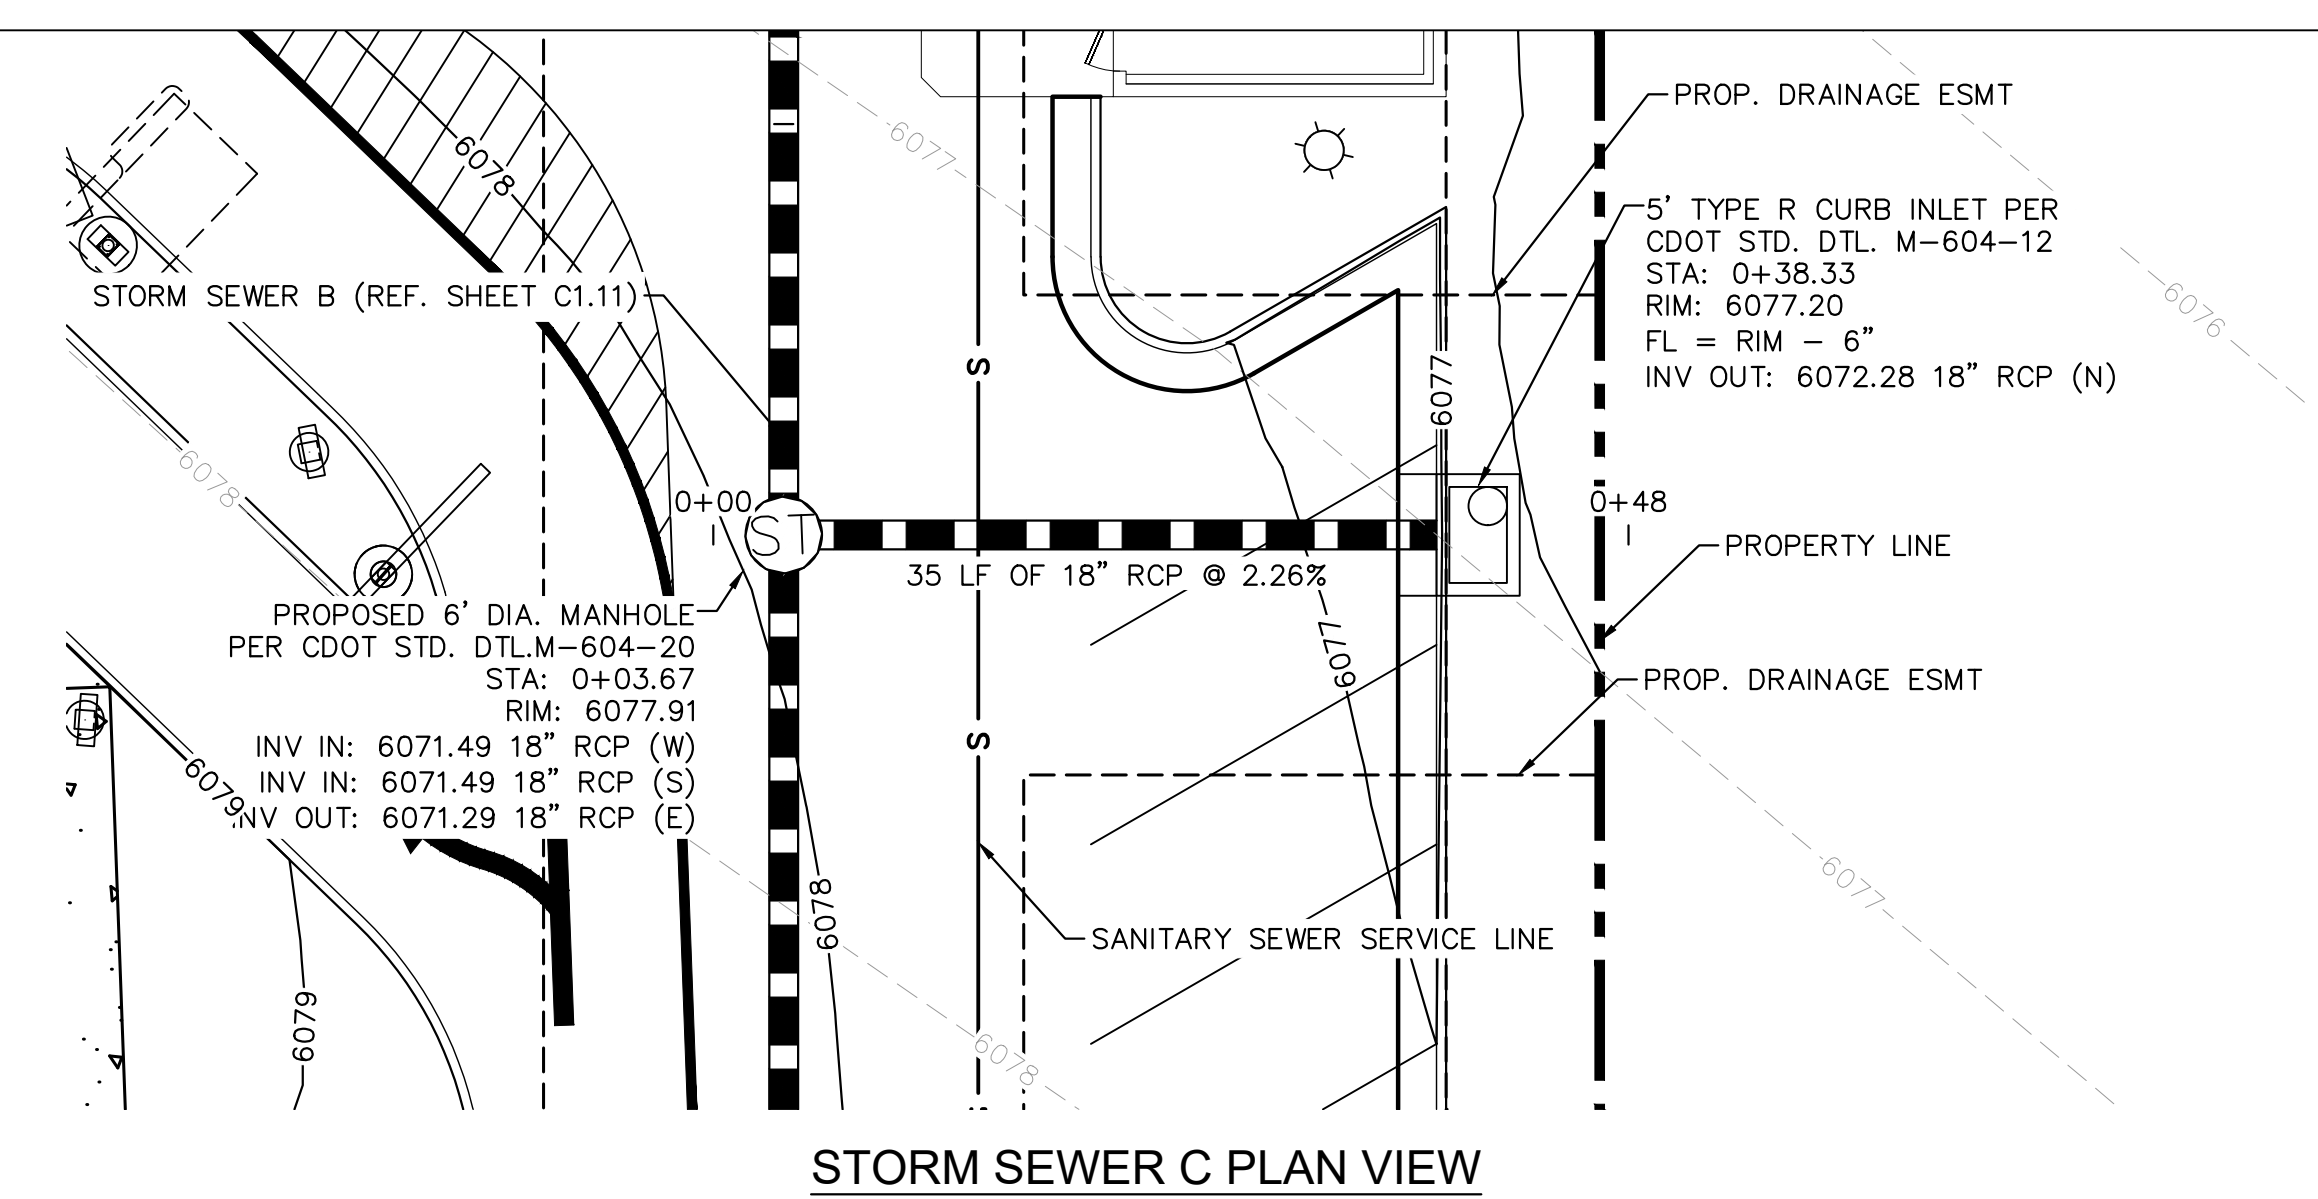 6078
6077
PROP. DRAINAGE ESMT
5' TYPE R CURB INLET PER
CDOT STD. DTL. M-604-12
STA: 0+38.33
RIM: 6077.20
FL = RIM - 6"
INV OUT: 6072.28 18" RCP (N)
6076
STORM SEWER B (REF. SHEET C1.11)
S
6077
6078
0+00
ST
0+48
PROPERTY LINE
35 LF OF 18" RCP @ 2.26%
PROPOSED 6' DIA. MANHOLE
PER CDOT STD. DTL.M-604-20
STA: 0+03.67
RIM: 6077.91
INV IN: 6071.49 18" RCP (W)
INV IN: 6071.49 18" RCP (S)
INV OUT: 6071.29 18" RCP (E)
6077
PROP. DRAINAGE ESMT
S
6079
6078
6077
SANITARY SEWER SERVICE LINE
6079
6078
STORM SEWER C PLAN VIEW